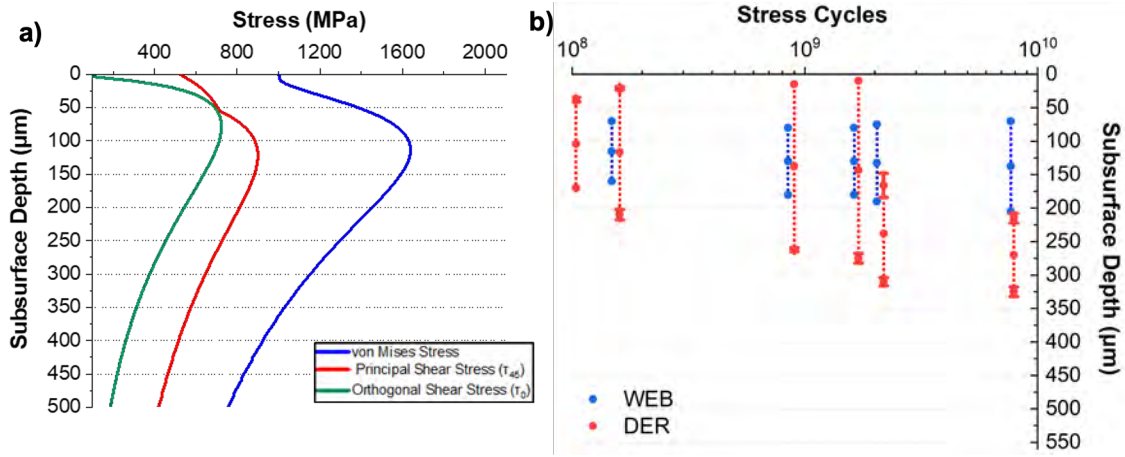 a)
Stress (MPa)
400 800 1200 1600 2000
Subsurface Depth (μm)
0
50
100
150
200
250
300
350
400
450
500
von Mises Stress
Principal Shear Stress (τ45)
Orthogonal Shear Stress (τ0)
b)
Stress Cycles
10^8 10^9 10^10
0
50
100
150
200
250
300
350
400
450
500
550
Subsurface Depth (μm)
WEB
DER